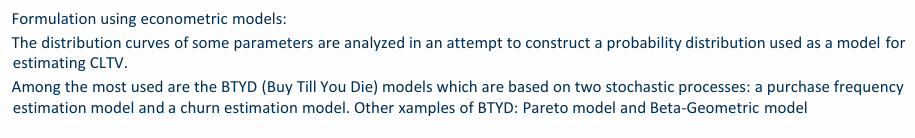 Formulation using econometric models:
The distribution curves of some parameters are analyzed in an attempt to construct a probability distribution used as a model for
estimating CLTV.
Among the most used are the BTYD (Buy Till You Die) models which are based on two stochastic processes: a purchase frequency
estimation model and a churn estimation model. Other xamples of BTYD: Pareto model and Beta-Geometric model